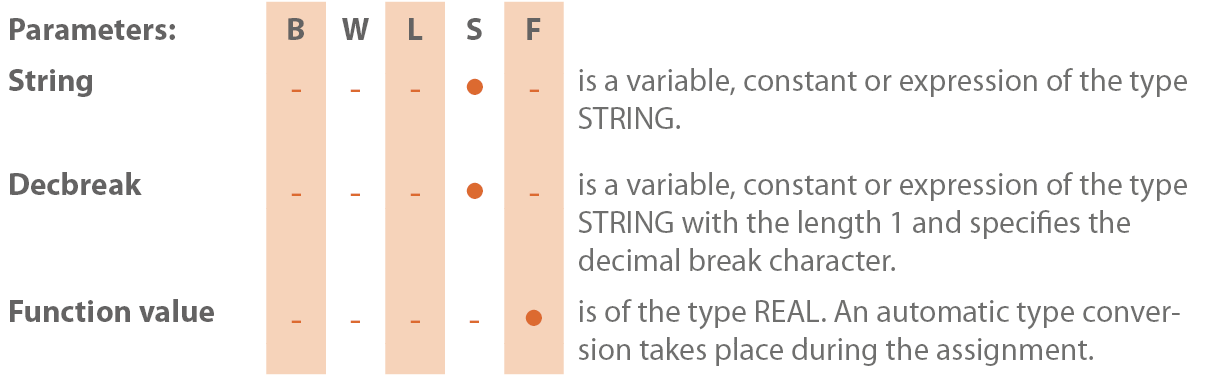 Parameters: B W L S F
String - - - ● - is a variable, constant or expression of the type
STRING.
Decbreak - - - ● - is a variable, constant or expression of the type
STRING with the length 1 and specifies the
decimal break character.
Function value - - - - ● is of the type REAL. An automatic type conver-
sion takes place during the assignment.